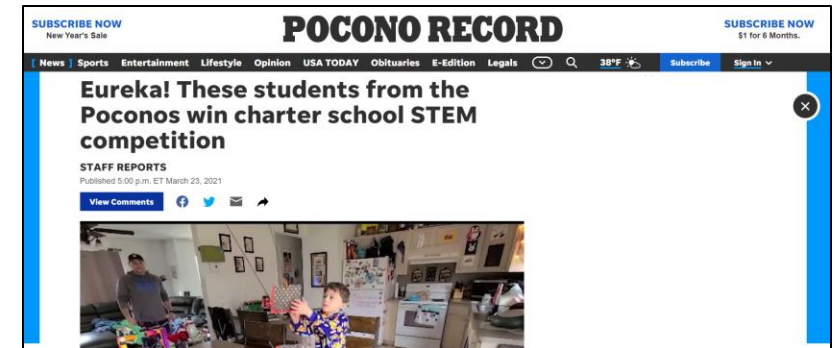 SUBSCRIBE NOW
New Year's Sale
POCONO RECORD
SUBSCRIBE NOW
$1 for 6 Months.
[ News ] Sports Entertainment Lifestyle Opinion USA TODAY Obituaries E-Edition Legals 38°F Subscribe Sign In
Eureka! These students from the
Poconos win charter school STEM
competition
STAFF REPORTS
Published 5:00 p.m. ET March 23, 2021
View Comments